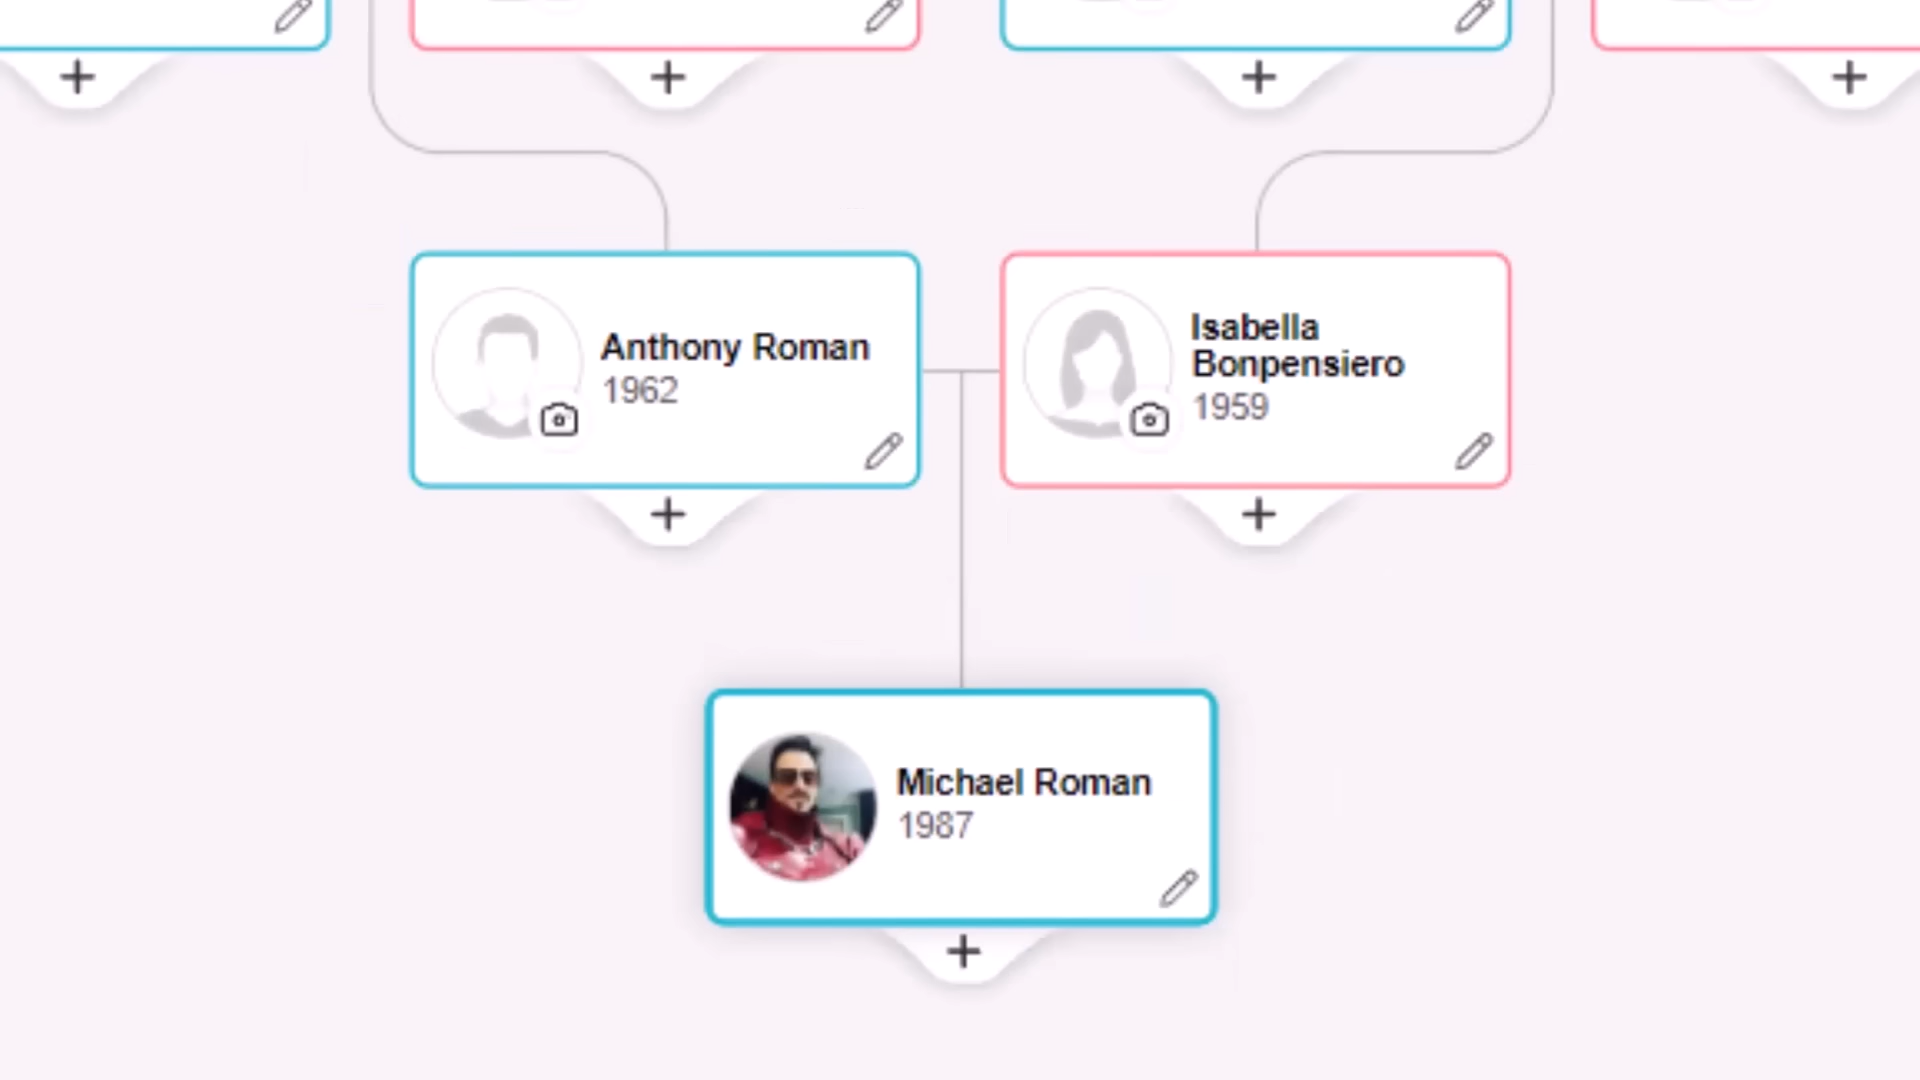 Anthony Roman
1962
Isabella
Bonpensiero
1959
Michael Roman
1987